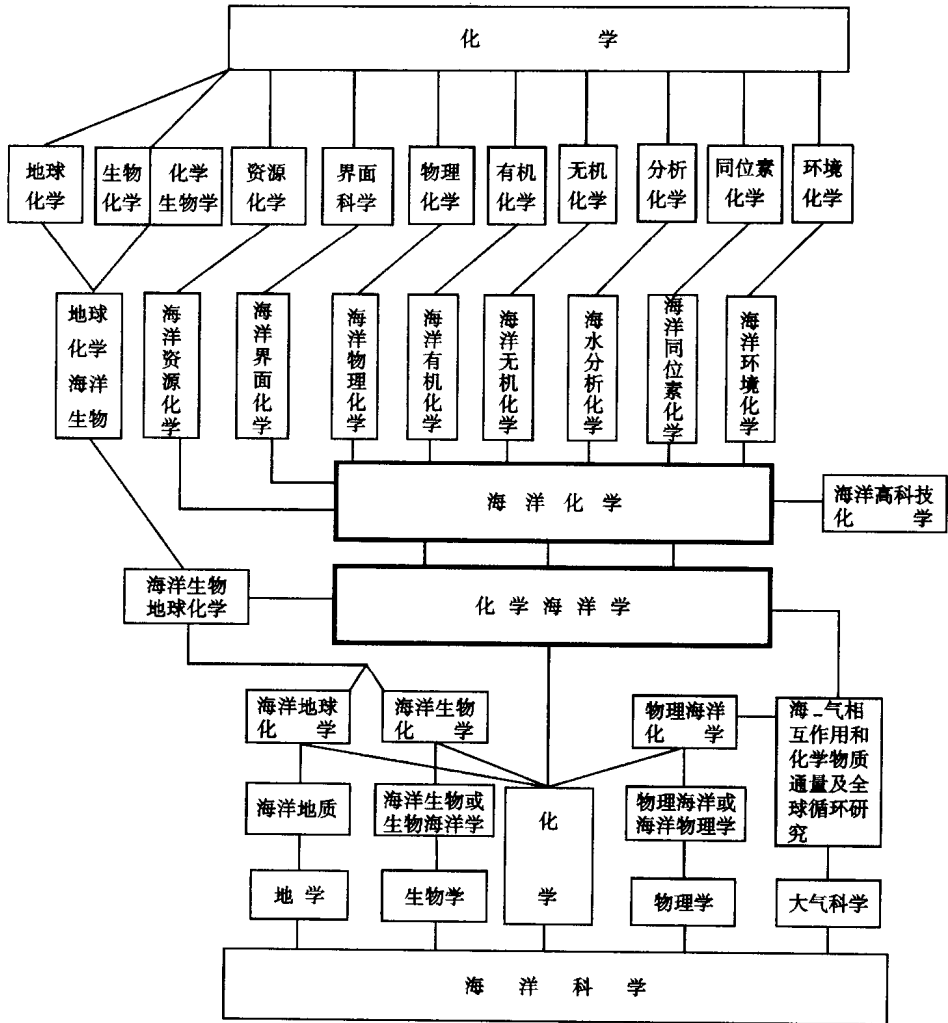 化 学
地球
化学
生物
化学
化学
生物学
资源
化学
界面
科学
物理
化学
有机
化学
无机
化学
分析
化学
同位素
化学
环境
化学
地球
化学
海洋
生物
海洋资源化学
海洋界面化学
海洋物理化学
海洋有机化学
海洋无机化学
海水分析化学
海洋同位素化学
海洋环境化学
海 洋 化 学
海洋高科技
化 学
化 学 海 洋 学
海洋生物
地球化学
海洋地球
化 学
海洋生物
化 学
物理海洋
化 学
海-气相
互作用和
化学物质
通量及全
球循环研
究
海洋地质
海洋生物或
生物海洋学
化
学
物理海洋或
海洋物理学
地 学
生物学
物理学
大气科学
海 洋 科 学